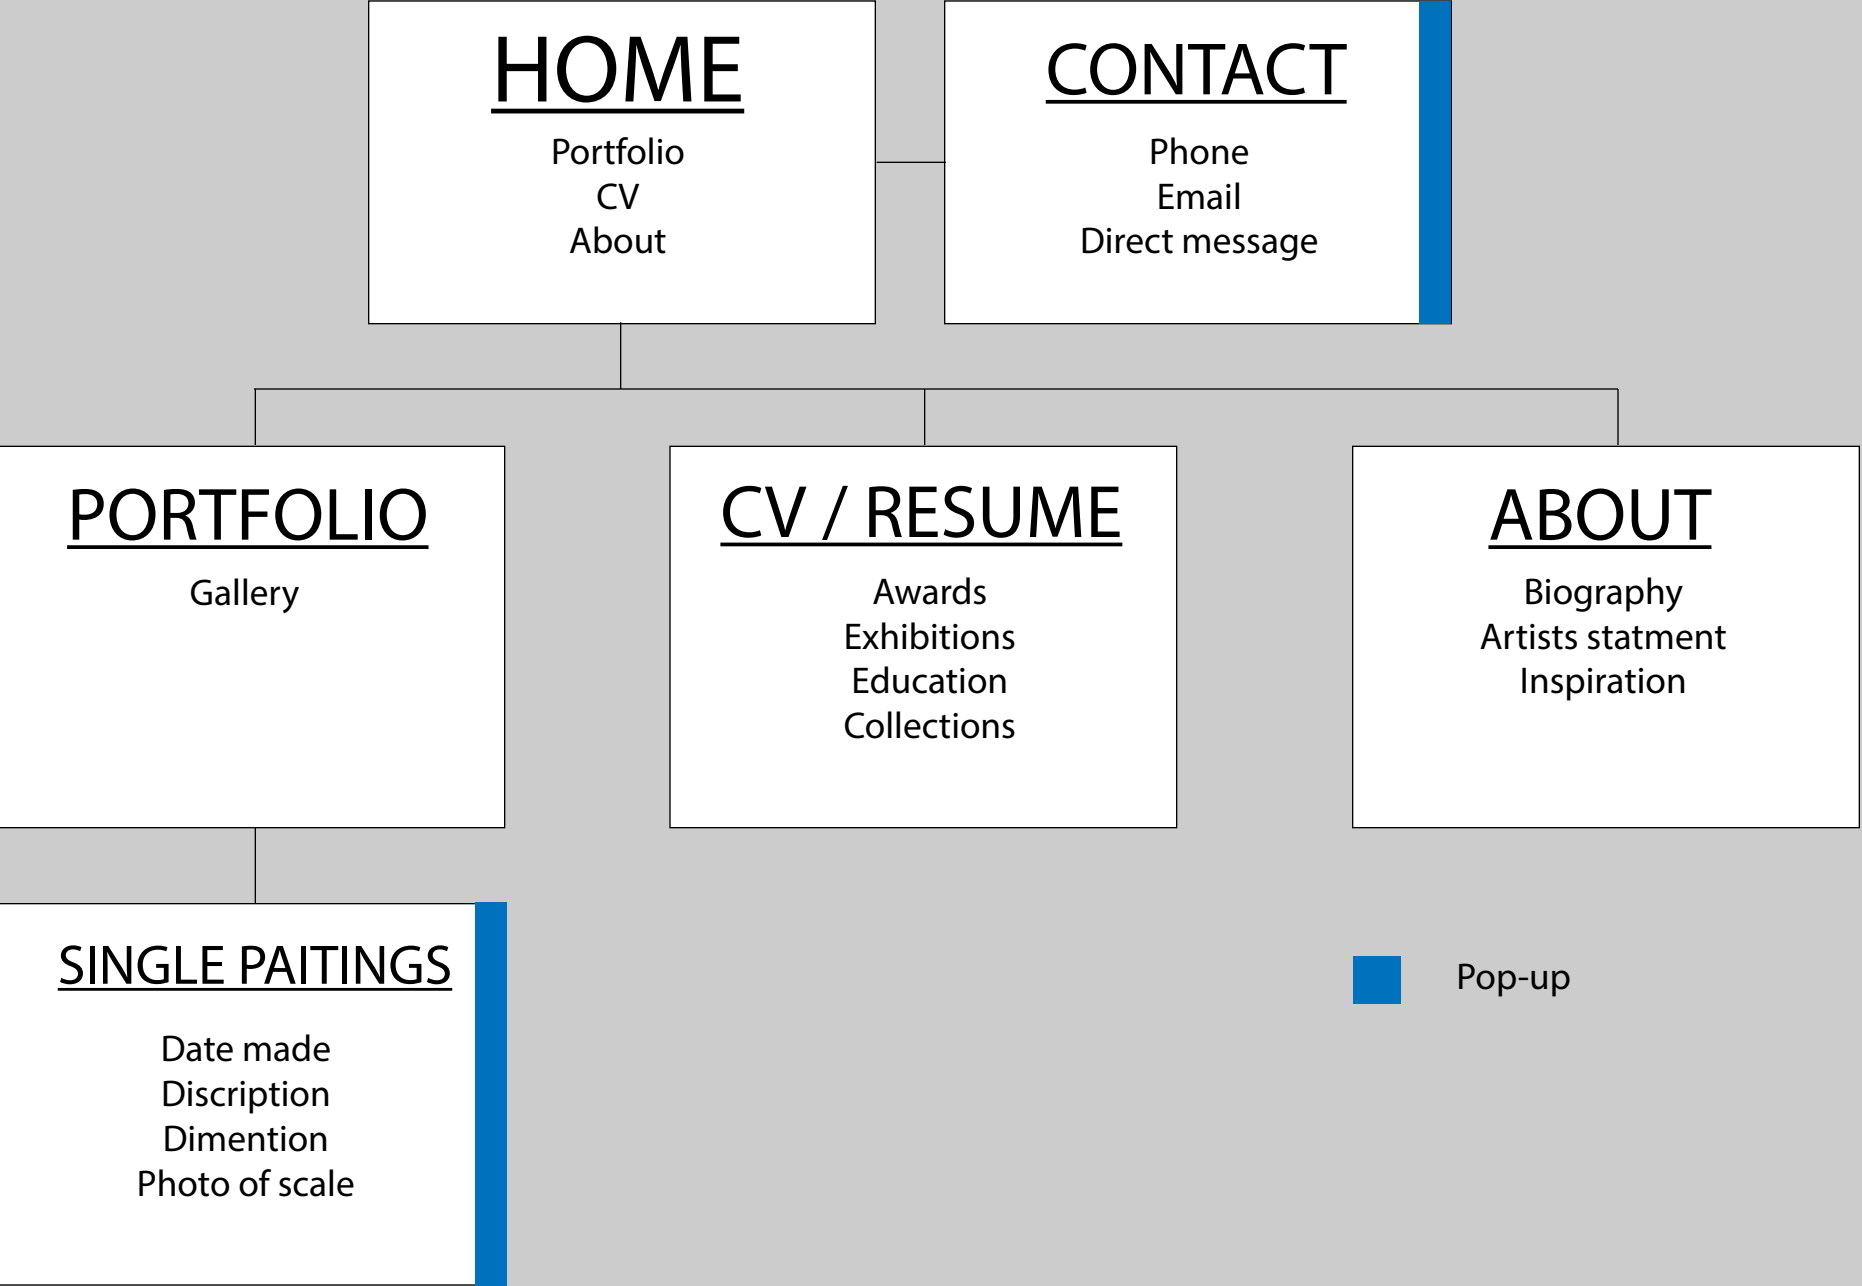 HOME
Portfolio
CV
About
CONTACT
Phone
Email
Direct message
PORTFOLIO
Gallery
CV / RESUME
Awards
Exhibitions
Education
Collections
ABOUT
Biography
Artists statment
Inspiration
SINGLE PAITINGS
Date made
Discription
Dimention
Photo of scale
Pop-up